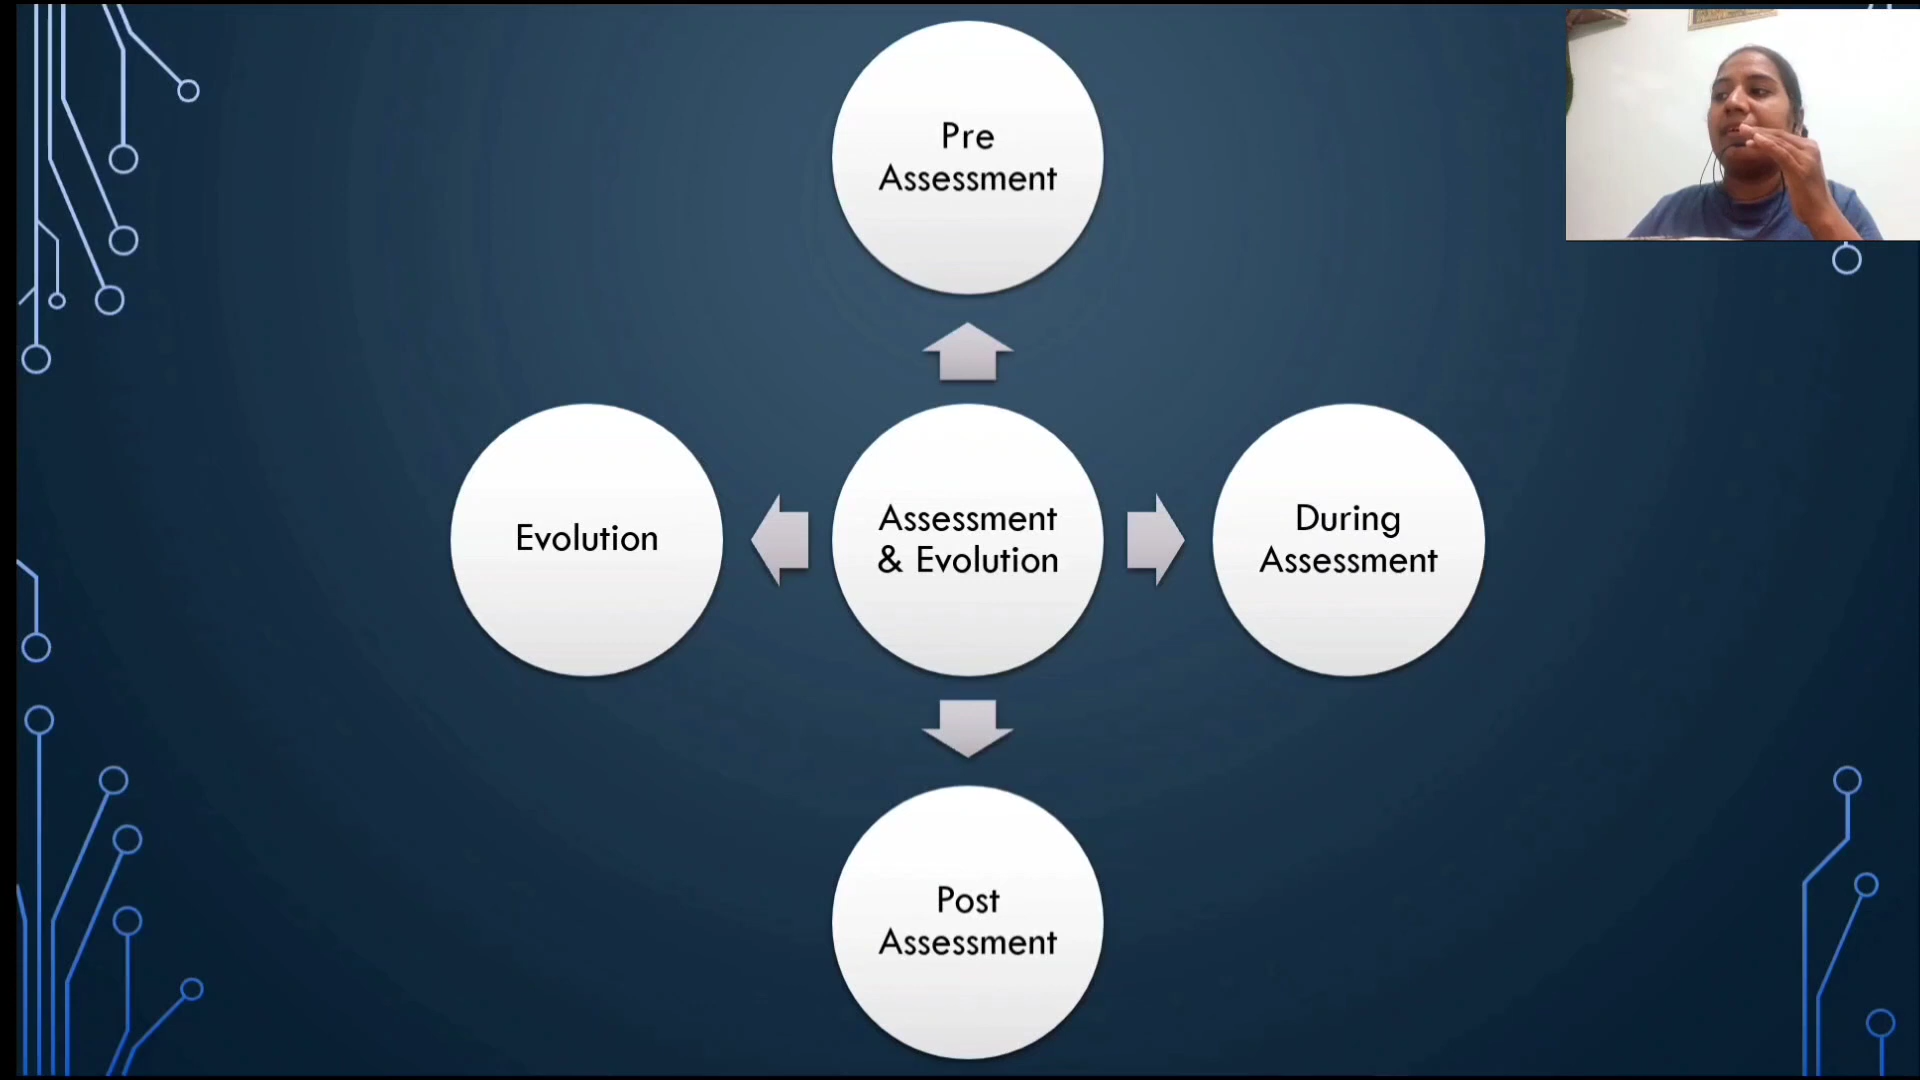 Pre
Assessment
Evolution
Assessment
& Evolution
During
Assessment
Post
Assessment